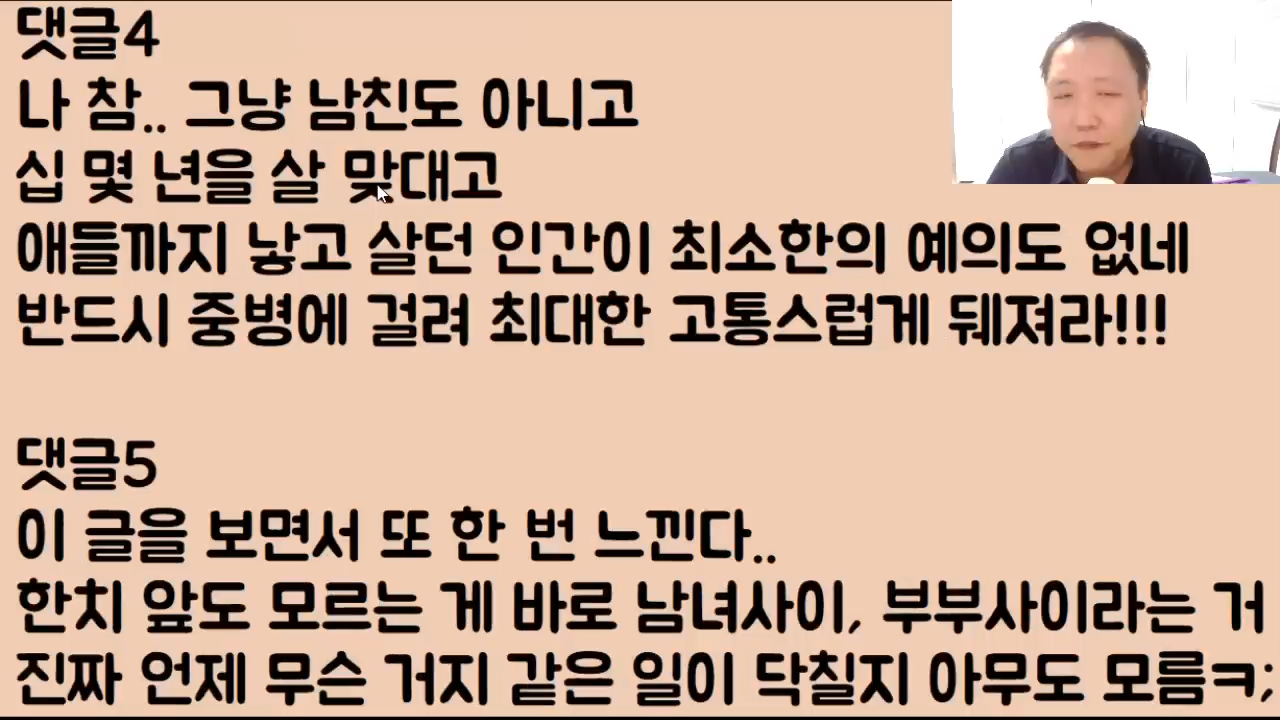 댓글4
나 참.. 그냥 남친도 아니고
십 몇 년을 살 맞대고
애들까지 낳고 살던 인간이 최소한의 예의도 없네
반드시 중병에 걸려 최대한 고통스럽게 뒈져라!!!
댓글5
이 글을 보면서 또 한 번 느낀다..
한치 앞도 모르는 게 바로 남녀사이, 부부사이라는 거
진짜 언제 무슨 거지 같은 일이 닥칠지 아무도 모름ㅋ;